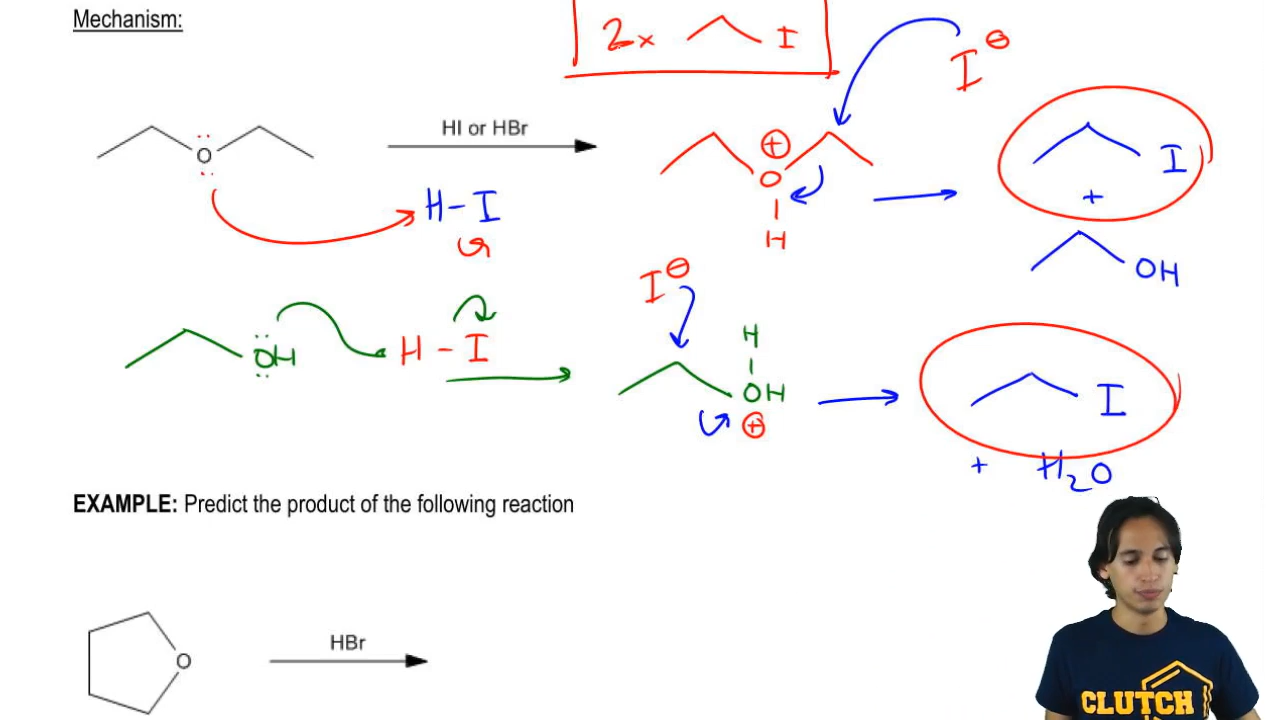 Mechanism:
2x I
I⊖
HI or HBr
O ⊕ O H
I
+
OH
H-I
I⊖
OH H-I
H
OH
⊕
I
+ H2O
EXAMPLE: Predict the product of the following reaction
O HBr
CLUTCH